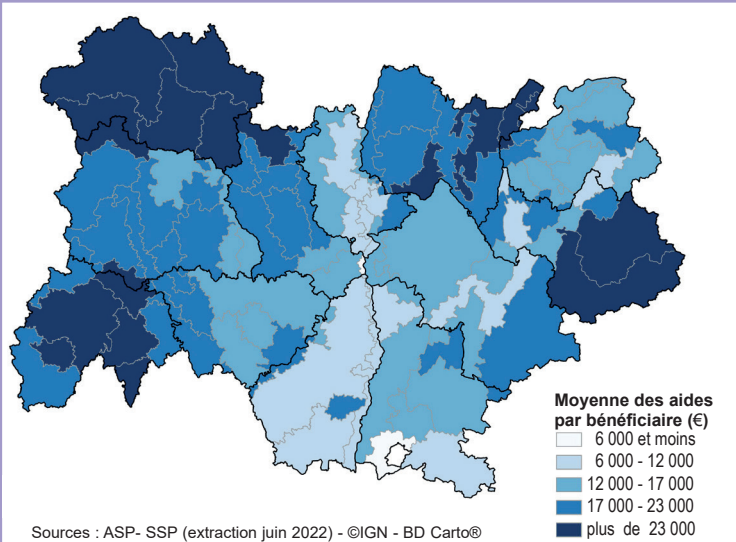 Moyenne des aides
par bénéficiaire (€)
6 000 et moins
6 000 - 12 000
12 000 - 17 000
17 000 - 23 000
plus de 23 000
Sources : ASP- SSP (extraction juin 2022) - ©IGN - BD Carto®